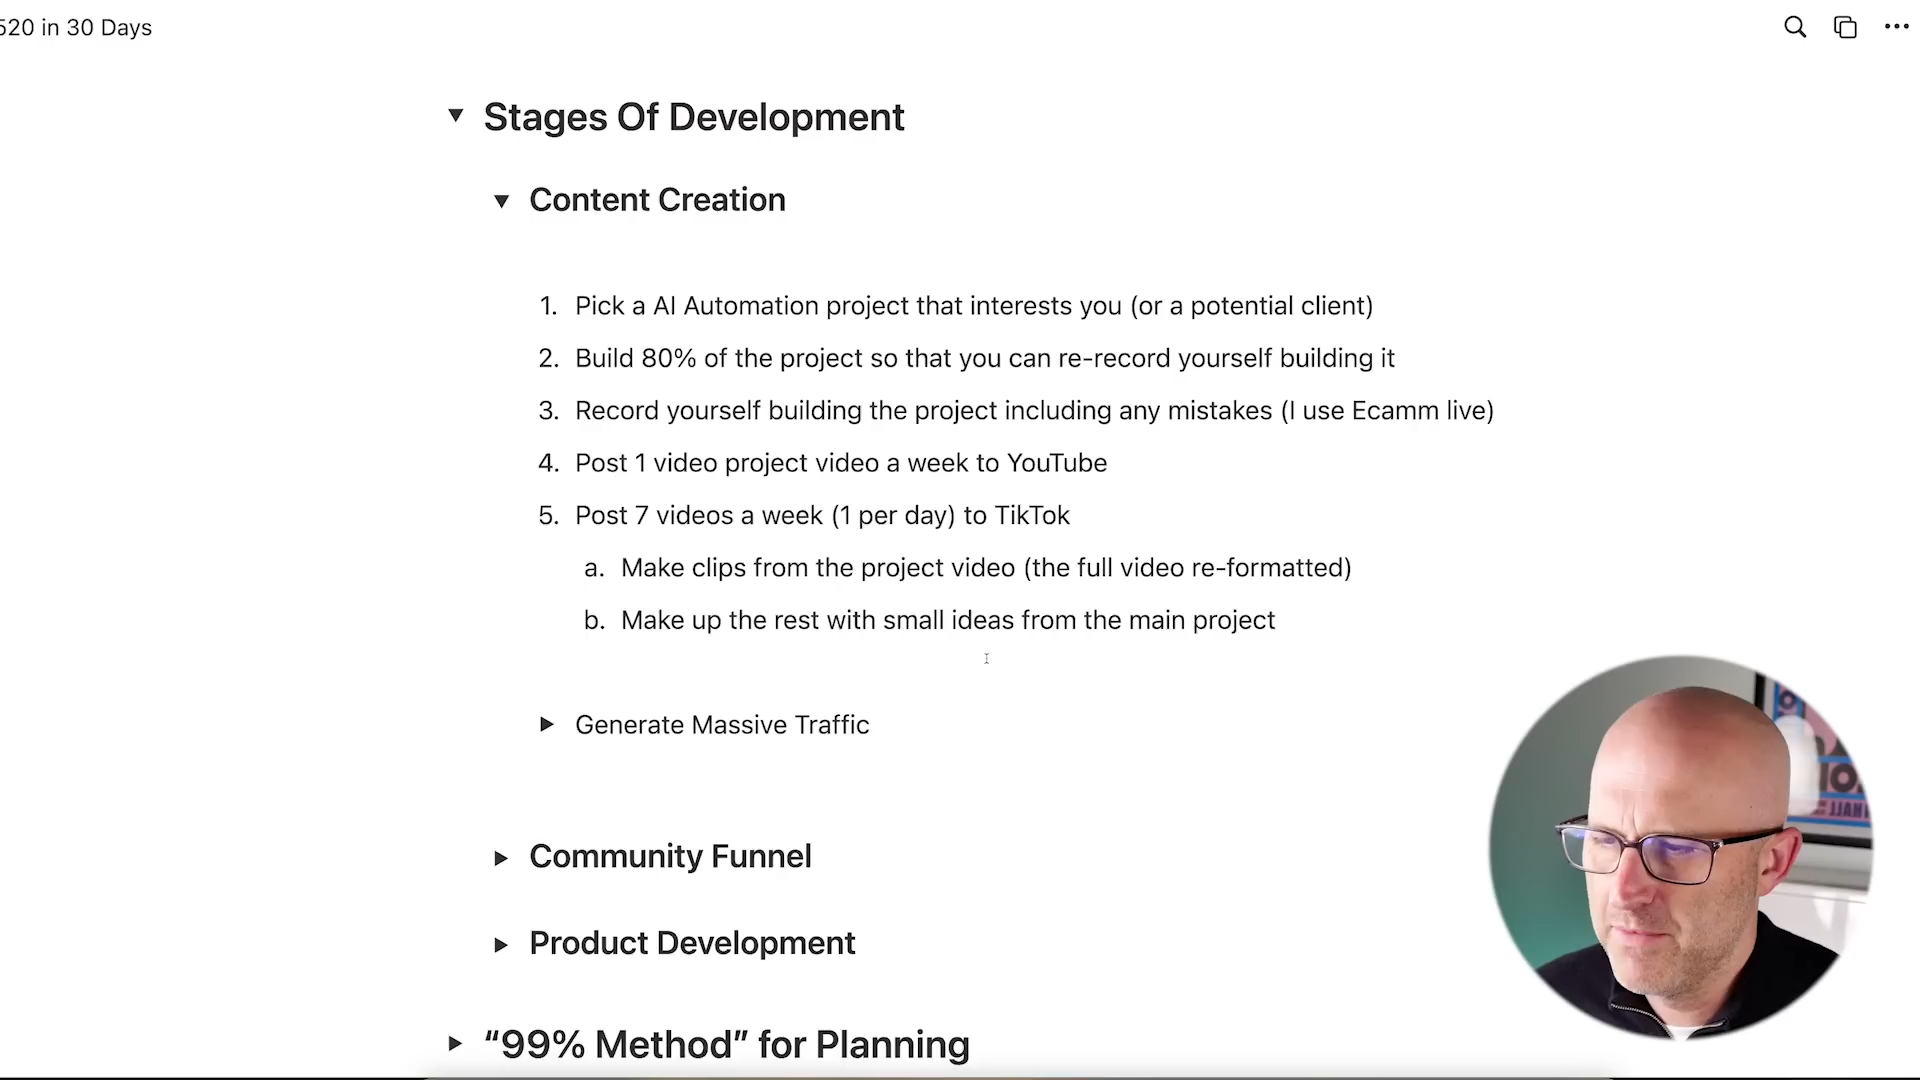 520 in 30 Days
Stages Of Development
Content Creation
1. Pick a AI Automation project that interests you (or a potential client)
2. Build 80% of the project so that you can re-record yourself building it
3. Record yourself building the project including any mistakes (I use Ecamm live)
4. Post 1 video project video a week to YouTube
5. Post 7 videos a week (1 per day) to TikTok
a. Make clips from the project video (the full video re-formatted)
b. Make up the rest with small ideas from the main project
Generate Massive Traffic
Community Funnel
Product Development
“99% Method” for Planning